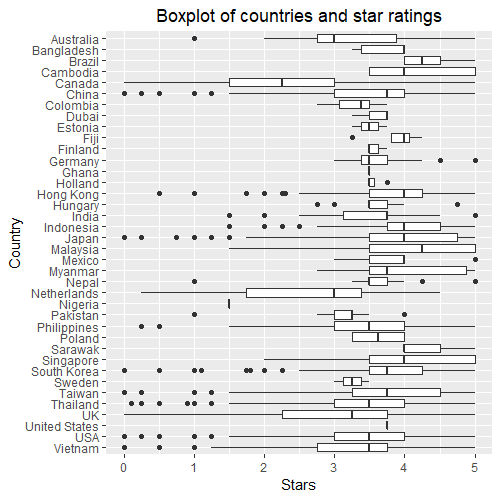 Boxplot of countries and star ratings
Country
Australia
Bangladesh
Brazil
Cambodia
Canada
China
Colombia
Dubai
Estonia
Fiji
Finland
Germany
Ghana
Holland
Hong Kong
Hungary
India
Indonesia
Japan
Malaysia
Mexico
Myanmar
Nepal
Netherlands
Nigeria
Pakistan
Philippines
Poland
Sarawak
Singapore
South Korea
Sweden
Taiwan
Thailand
UK
United States
USA
Vietnam
0 1 2 3 4 5
Stars